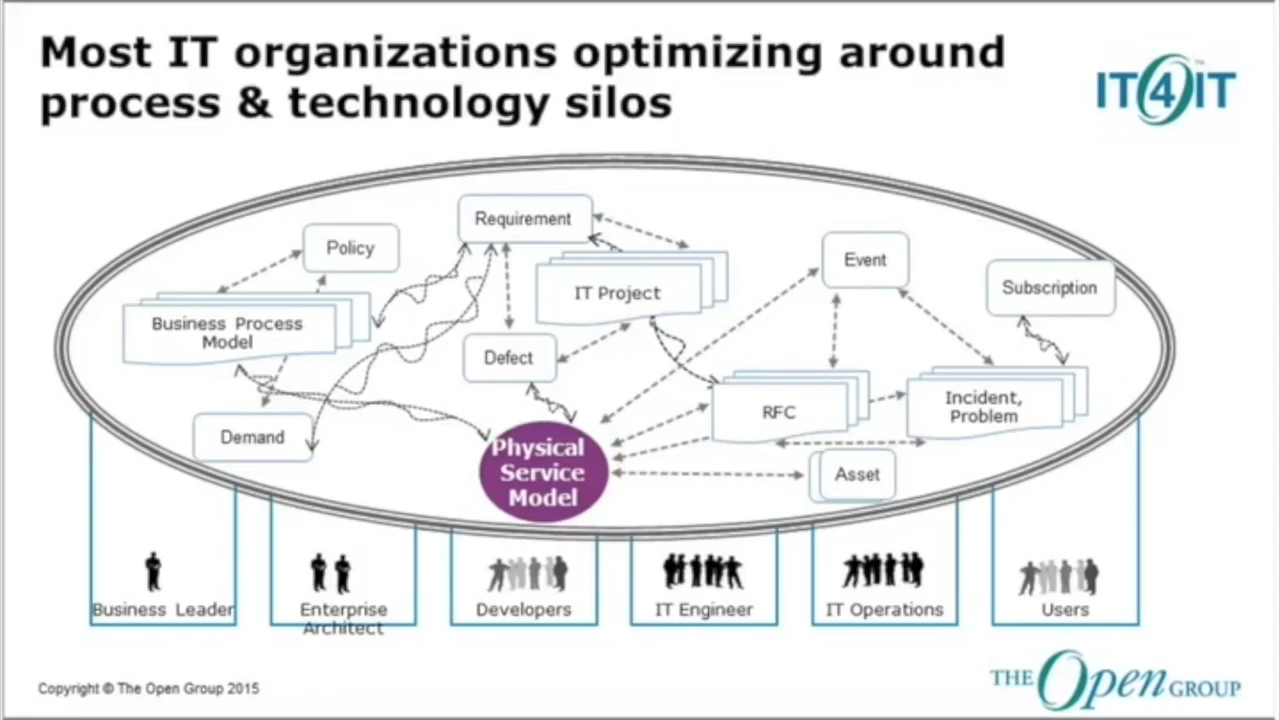 Most IT organizations optimizing around
process & technology silos
IT4IT™
Requirement
Policy
Event
IT Project
Subscription
Business Process
Model
Defect
Incident,
Problem
RFC
Demand
Physical
Service
Model
Asset
Business Leader
Enterprise
Architect
Developers
IT Engineer
IT Operations
Users
Copyright © The Open Group 2015
THE Open GROUP